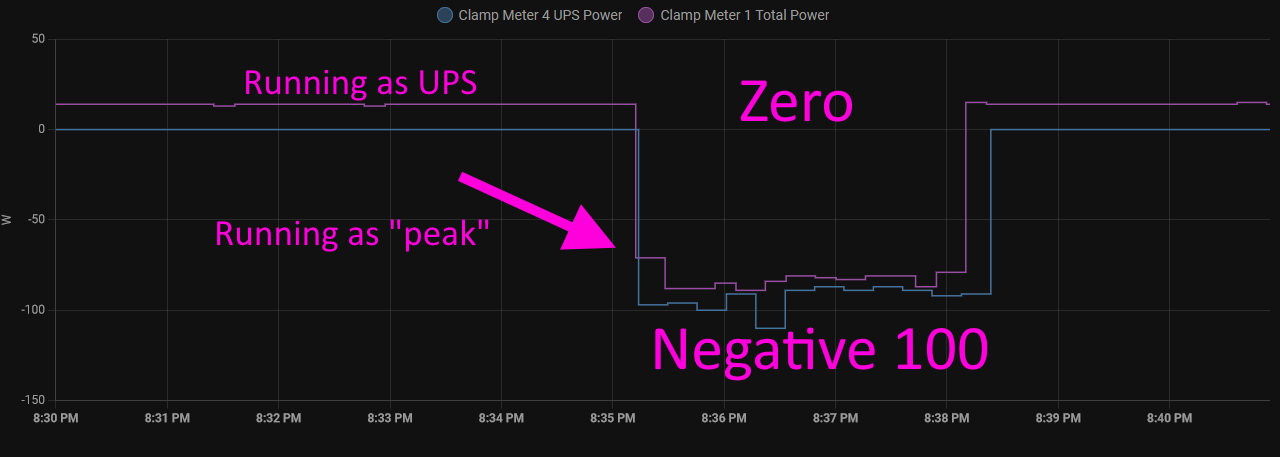 Clamp Meter 4 UPS Power Clamp Meter 1 Total Power
50
Running as UPS
Zero
0
-50
W
Running as "peak"
-100
Negative 100
-150
8:30 PM 8:31 PM 8:32 PM 8:33 PM 8:34 PM 8:35 PM 8:36 PM 8:37 PM 8:38 PM 8:39 PM 8:40 PM